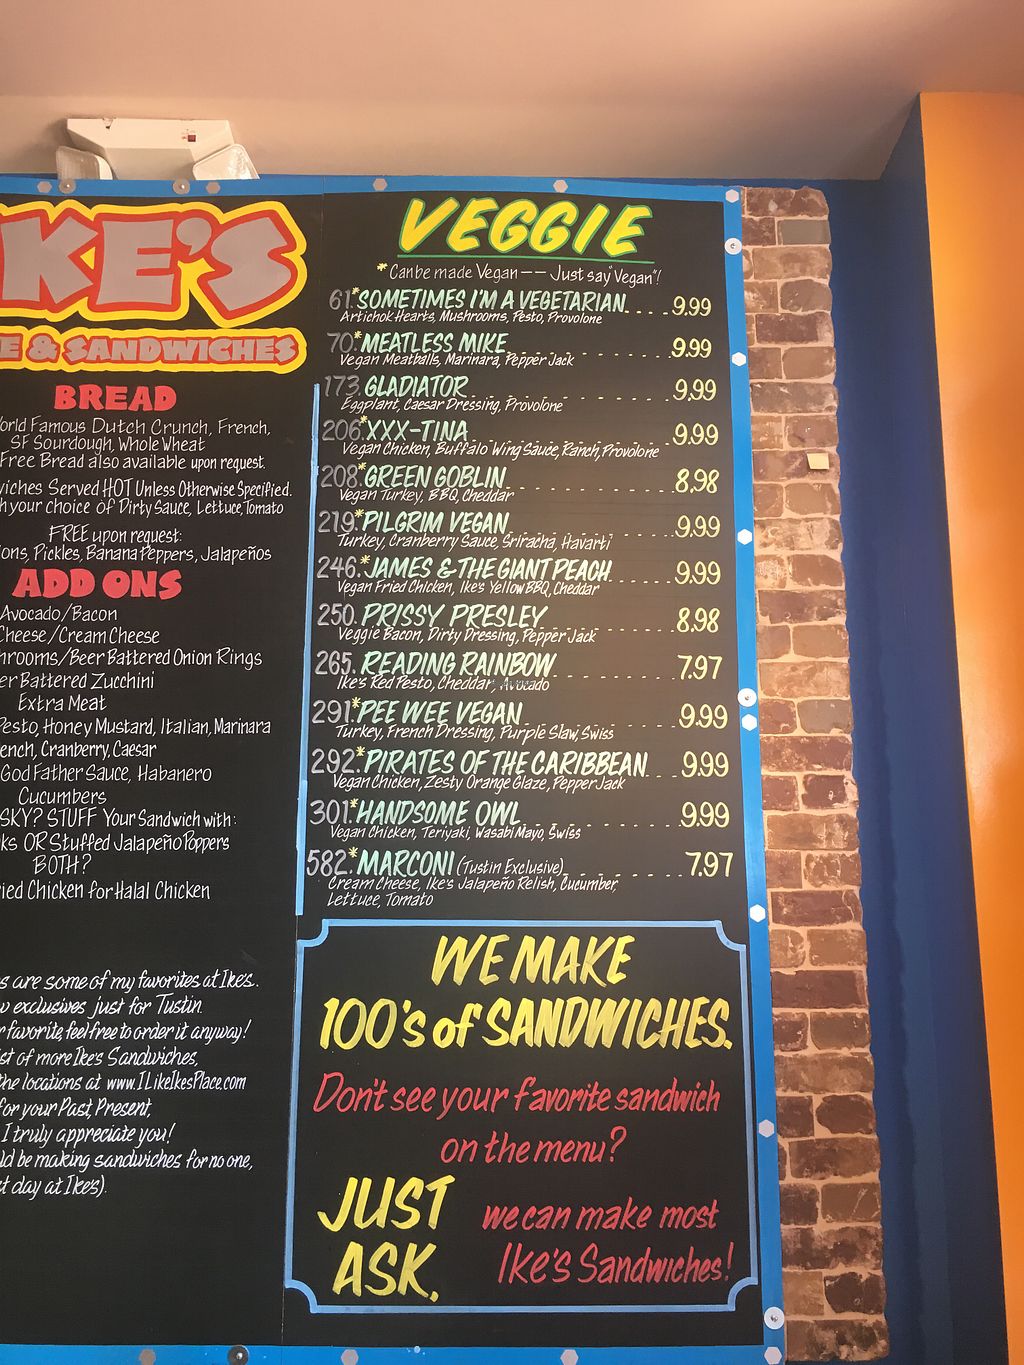 KE'S
E & SANDWICHES
BREAD
orld Famous Dutch Crunch, French,
SF Sourdough, Whole Wheat
Free Bread also available upon request.
wiches Served HOT Unless Otherwise Specified.
h your choice of Dirty Sauce, Lettuce, Tomato
FREE upon request:
ons, Pickles, Banana Peppers, Jalapeños
ADD ONS
Avocado/Bacon
Cheese/Cream Cheese
hrooms/Beer Battered Onion Rings
er Battered Zucchini
Extra Meat
Pesto, Honey Mustard, Italian, Marinara
ench, Cranberry, Caesar
God Father Sauce, Habanero
Cucumbers
SKY? STUFF Your Sandwich with:
ks OR Stuffed Jalapeño Poppers
BOTH?
ied Chicken for Halal Chicken
s are some of my favorites at Ike's.
w exclusives just for Tustin.
r favorite, feel free to order it anyway!
ist of more Ike's Sandwiches,
the locations at www.ILikeIkesPlace.com
for your Past, Present,
I truly appreciate you!
ld be making sandwiches for no one,
t day at Ike's).
VEGGIE
*Can be made Vegan -- Just say "Vegan"!
61.*SOMETIMES I'M A VEGETARIAN.... 9.99
Artichok Hearts, Mushrooms, Pesto, Provolone
70.*MEATLESS MIKE 9.99
Vegan Meatballs, Marinara, Pepper Jack
173. GLADIATOR 9.99
Eggplant, Caesar Dressing, Provolone
206.*XXX-TINA 9.99
Vegan Chicken, Buffalo Wing Sauce, Ranch, Provolone
208.*GREEN GOBLIN 8.98
Vegan Turkey, BBQ, Cheddar
219.*PILGRIM VEGAN 9.99
Turkey, Cranberry Sauce, Sriracha, Havarti
246.*JAMES & THE GIANT PEACH 9.99
Vegan Fried Chicken, Ike's Yellow BBQ, Cheddar
250. PRISSY PRESLEY 8.98
Veggie Bacon, Dirty Dressing, Pepper Jack
265. READING RAINBOW 7.97
Ike's Red Pesto, Cheddar, Avocado
291.*PEE WEE VEGAN 9.99
Turkey, French Dressing, Purple Slaw, Swiss
292.*PIRATES OF THE CARIBBEAN 9.99
Vegan Chicken, Zesty Orange Glaze, Pepper Jack
301.*HANDSOME OWL 9.99
Vegan Chicken, Teriyaki, Wasabi Mayo, Swiss
582.*MARCONI (Tustin Exclusive) 7.97
Cream Cheese, Ike's Jalapeño Relish, Cucumber,
Lettuce, Tomato
WE MAKE
100's of SANDWICHES.
Don't see your favorite sandwich
on the menu?
JUST
ASK.
we can make most
Ike's Sandwiches!